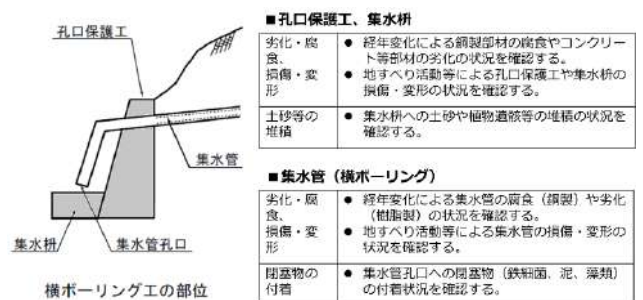 孔口保護工
集水管
集水枡
集水管孔口
横ボーリング工の部位
■孔口保護工、集水枡
劣化・腐食、
損傷・変形
● 経年変化による鋼製部材の腐食やコンクリート等部材の劣化の状況を確認する。
● 地すべり活動等による孔口保護工や集水枡の損傷・変形の状況を確認する。
土砂等の堆積
● 集水枡への土砂や植物遺骸等の堆積の状況を確認する。
■集水管（横ボーリング）
劣化・腐食、
損傷・変形
● 経年変化による集水管の腐食（鋼製）や劣化（樹脂製）の状況を確認する。
● 地すべり活動等による集水管の損傷・変形の状況を確認する。
閉塞物の付着
● 集水管孔口への閉塞物（鉄細菌、泥、藻類）の付着状況を確認する。